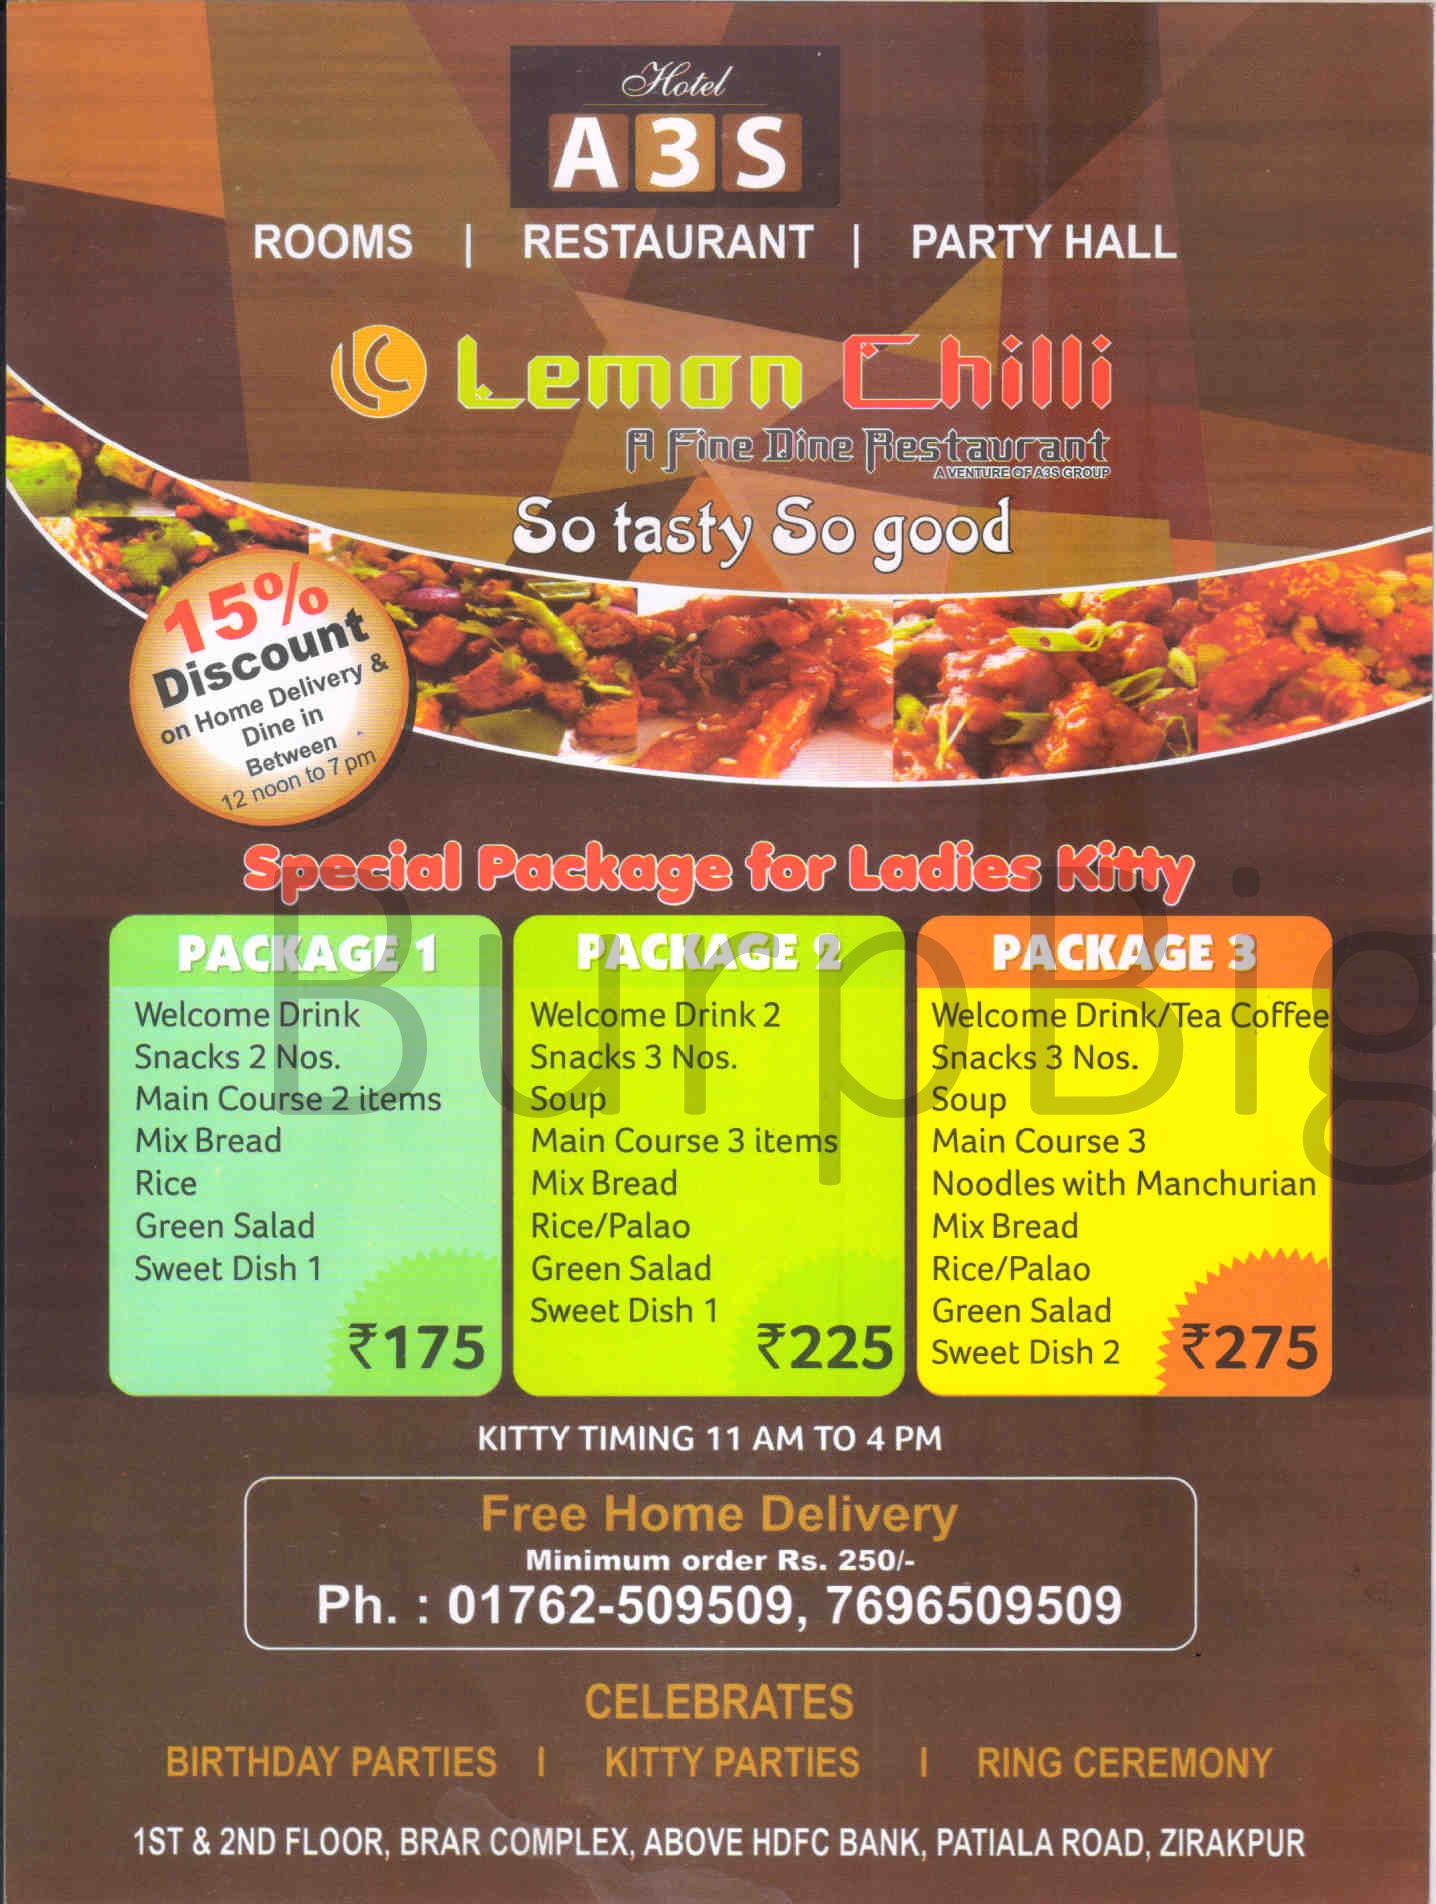 Hotel
A3S
ROOMS | RESTAURANT | PARTY HALL
LC Lemon Chilli
A Fine Dine Restaurant
A VENTURE OF A3S GROUP
So tasty So good
15%
Discount
on Home Delivery &
Dine in
Between
12 noon to 7 pm
Special Package for Ladies Kitty
PACKAGE 1
Welcome Drink
Snacks 2 Nos.
Main Course 2 items
Mix Bread
Rice
Green Salad
Sweet Dish 1
₹175
PACKAGE 2
Welcome Drink 2
Snacks 3 Nos.
Soup
Main Course 3 items
Mix Bread
Rice/Palao
Green Salad
Sweet Dish 1
₹225
PACKAGE 3
Welcome Drink/Tea Coffee
Snacks 3 Nos.
Soup
Main Course 3
Noodles with Manchurian
Mix Bread
Rice/Palao
Green Salad
Sweet Dish 2
₹275
BurpBig
KITTY TIMING 11 AM TO 4 PM
Free Home Delivery
Minimum order Rs. 250/-
Ph. : 01762-509509, 7696509509
CELEBRATES
BIRTHDAY PARTIES I KITTY PARTIES I RING CEREMONY
1ST & 2ND FLOOR, BRAR COMPLEX, ABOVE HDFC BANK, PATIALA ROAD, ZIRAKPUR